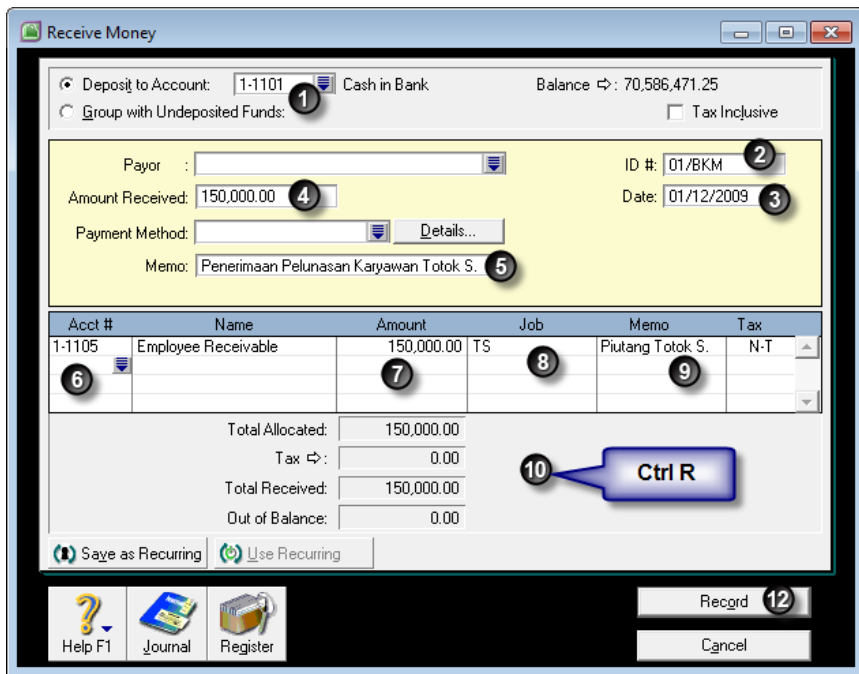 Receive Money
Deposit to Account: 1-1101 Cash in Bank Balance ⇨: 70,586,471.25
1
Group with Undeposited Funds: Tax Inclusive
Payor : ID #: 01/BKM 2
Amount Received: 150,000.00 4 Date: 01/12/2009 3
Payment Method: Details...
Memo: Penerimaan Pelunasan Karyawan Totok S. 5
Acct # Name Amount Job Memo Tax
1-1105 Employee Receivable 150,000.00 TS Piutang Totok S. N-T
6 7 8 9
Total Allocated: 150,000.00
Tax ⇨: 0.00 10 Ctrl R
Total Received: 150,000.00
Out of Balance: 0.00
Save as Recurring Use Recurring
Help F1 Journal Register
Record 12
Cancel